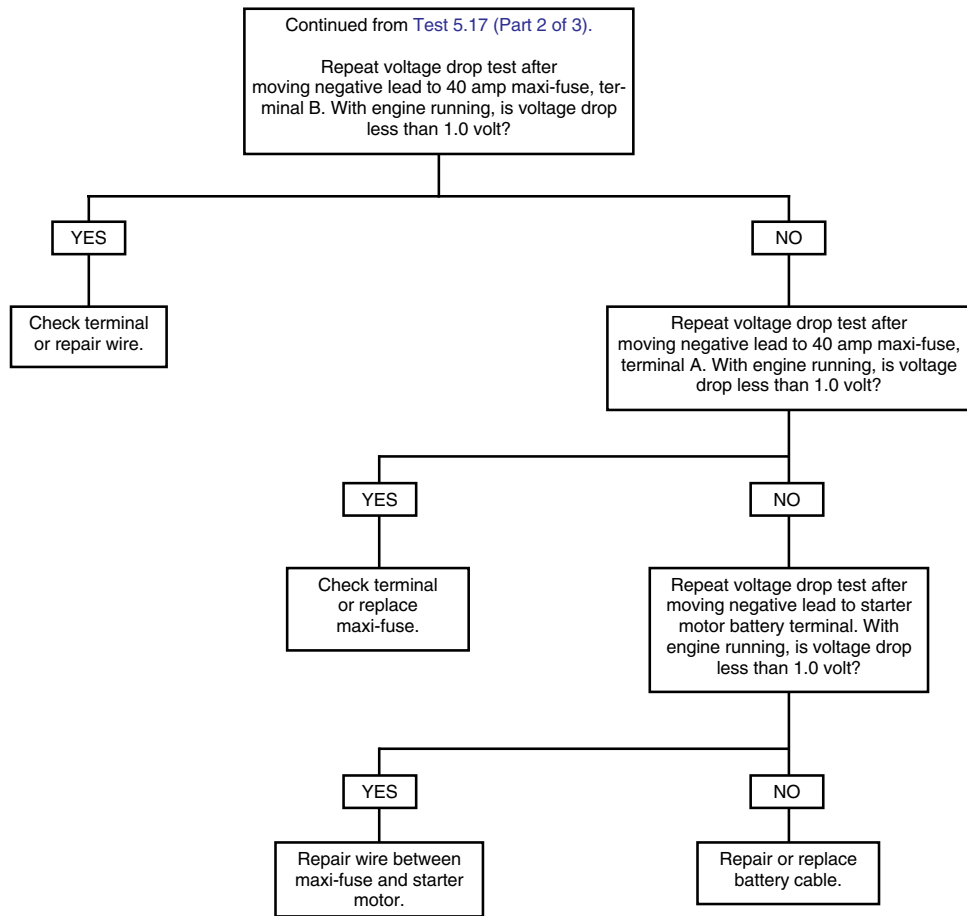 Continued from Test 5.17 (Part 2 of 3).
Repeat voltage drop test after
moving negative lead to 40 amp maxi-fuse, ter-
minal B. With engine running, is voltage drop
less than 1.0 volt?
YES
NO
Check terminal
or repair wire.
Repeat voltage drop test after
moving negative lead to 40 amp maxi-fuse,
terminal A. With engine running, is voltage
drop less than 1.0 volt?
YES
NO
Check terminal
or replace
maxi-fuse.
Repeat voltage drop test after
moving negative lead to starter
motor battery terminal. With
engine running, is voltage drop
less than 1.0 volt?
YES
NO
Repair wire between
maxi-fuse and starter
motor.
Repair or replace
battery cable.